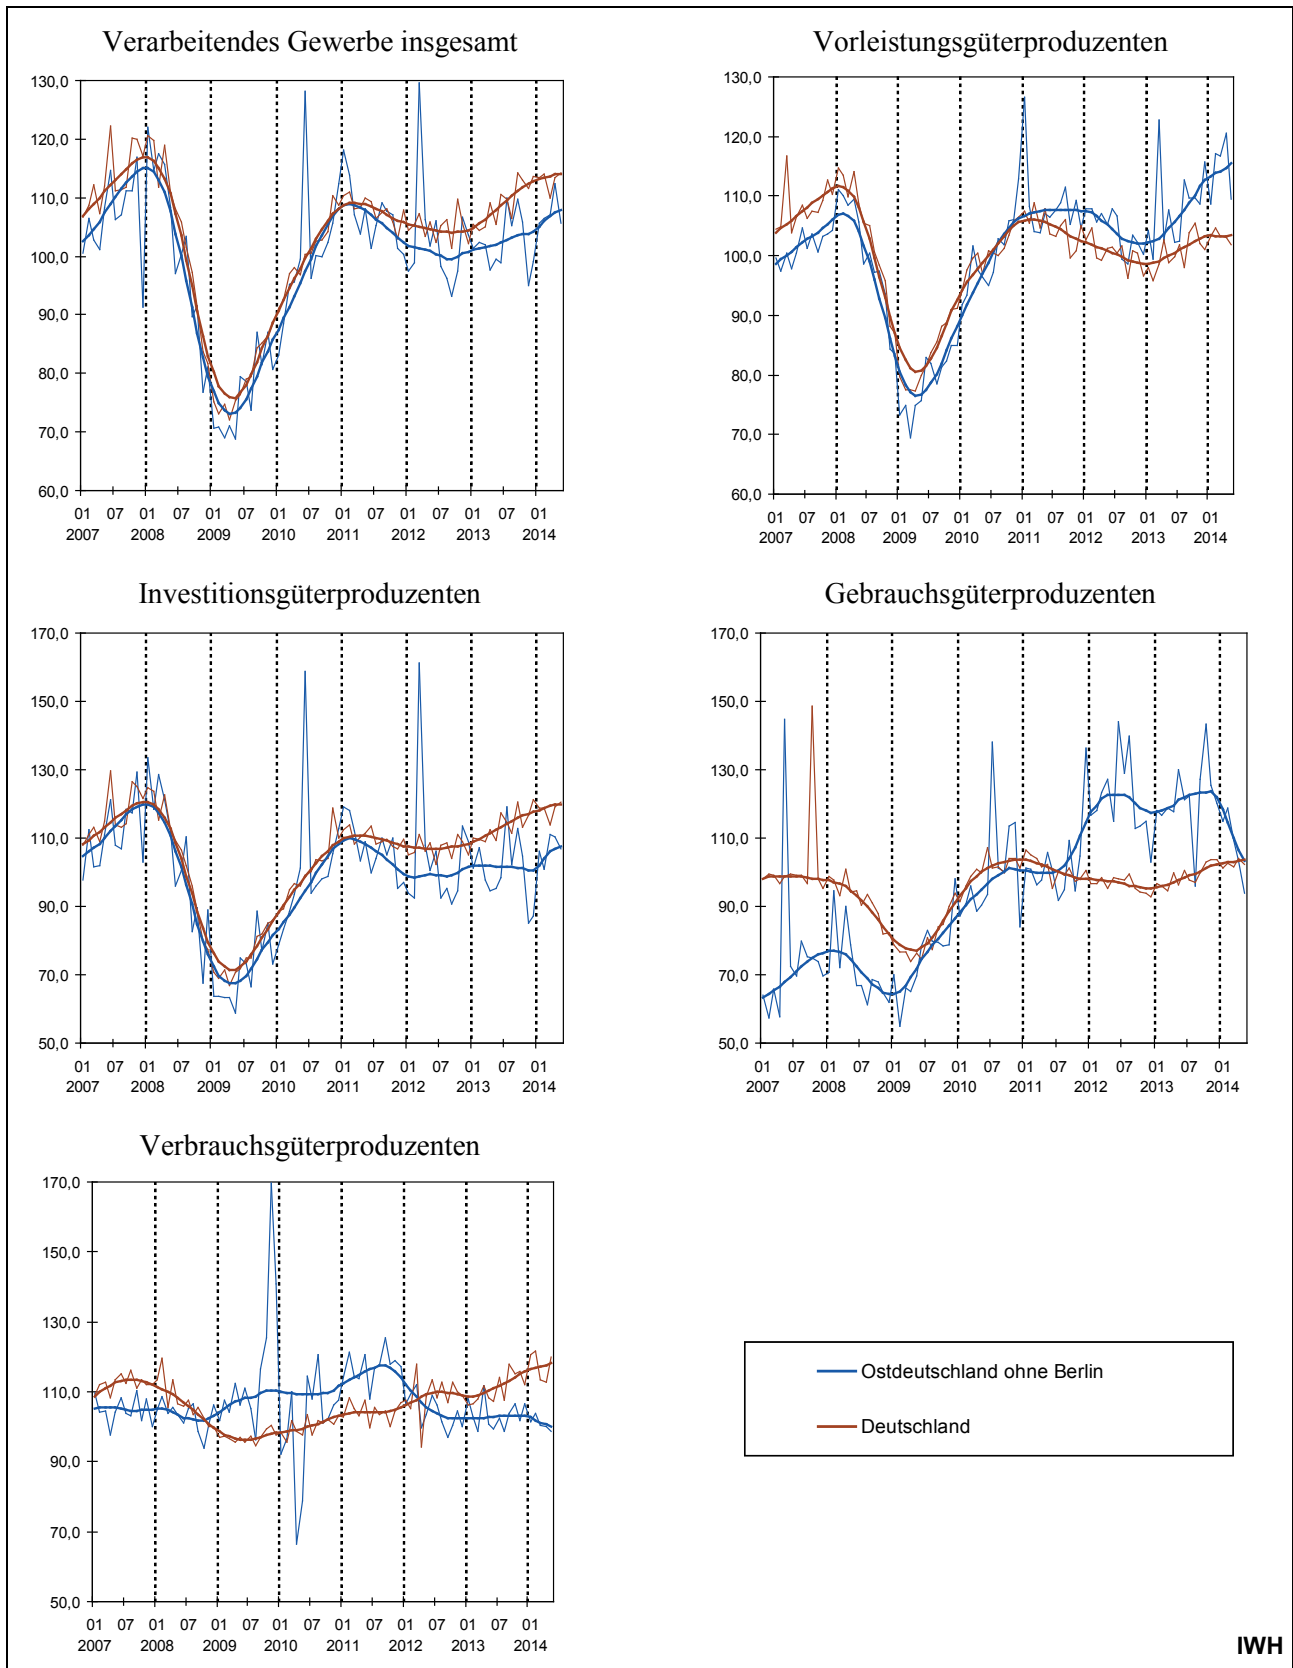 Verarbeitendes Gewerbe insgesamt
130,0
120,0
110,0
100,0
90,0
80,0
70,0
60,0
01 07 01 07 01 07 01 07 01 07 01 07 01 07 01
2007 2008 2009 2010 2011 2012 2013 2014
Vorleistungsgüterproduzenten
130,0
120,0
110,0
100,0
90,0
80,0
70,0
60,0
01 07 01 07 01 07 01 07 01 07 01 07 01 07 01
2007 2008 2009 2010 2011 2012 2013 2014
Investitionsgüterproduzenten
170,0
150,0
130,0
110,0
90,0
70,0
50,0
01 07 01 07 01 07 01 07 01 07 01 07 01 07 01
2007 2008 2009 2010 2011 2012 2013 2014
Gebrauchsgüterproduzenten
170,0
150,0
130,0
110,0
90,0
70,0
50,0
01 07 01 07 01 07 01 07 01 07 01 07 01 07 01
2007 2008 2009 2010 2011 2012 2013 2014
Verbrauchsgüterproduzenten
170,0
150,0
130,0
110,0
90,0
70,0
50,0
01 07 01 07 01 07 01 07 01 07 01 07 01 07 01
2007 2008 2009 2010 2011 2012 2013 2014
Ostdeutschland ohne Berlin
Deutschland
IWH